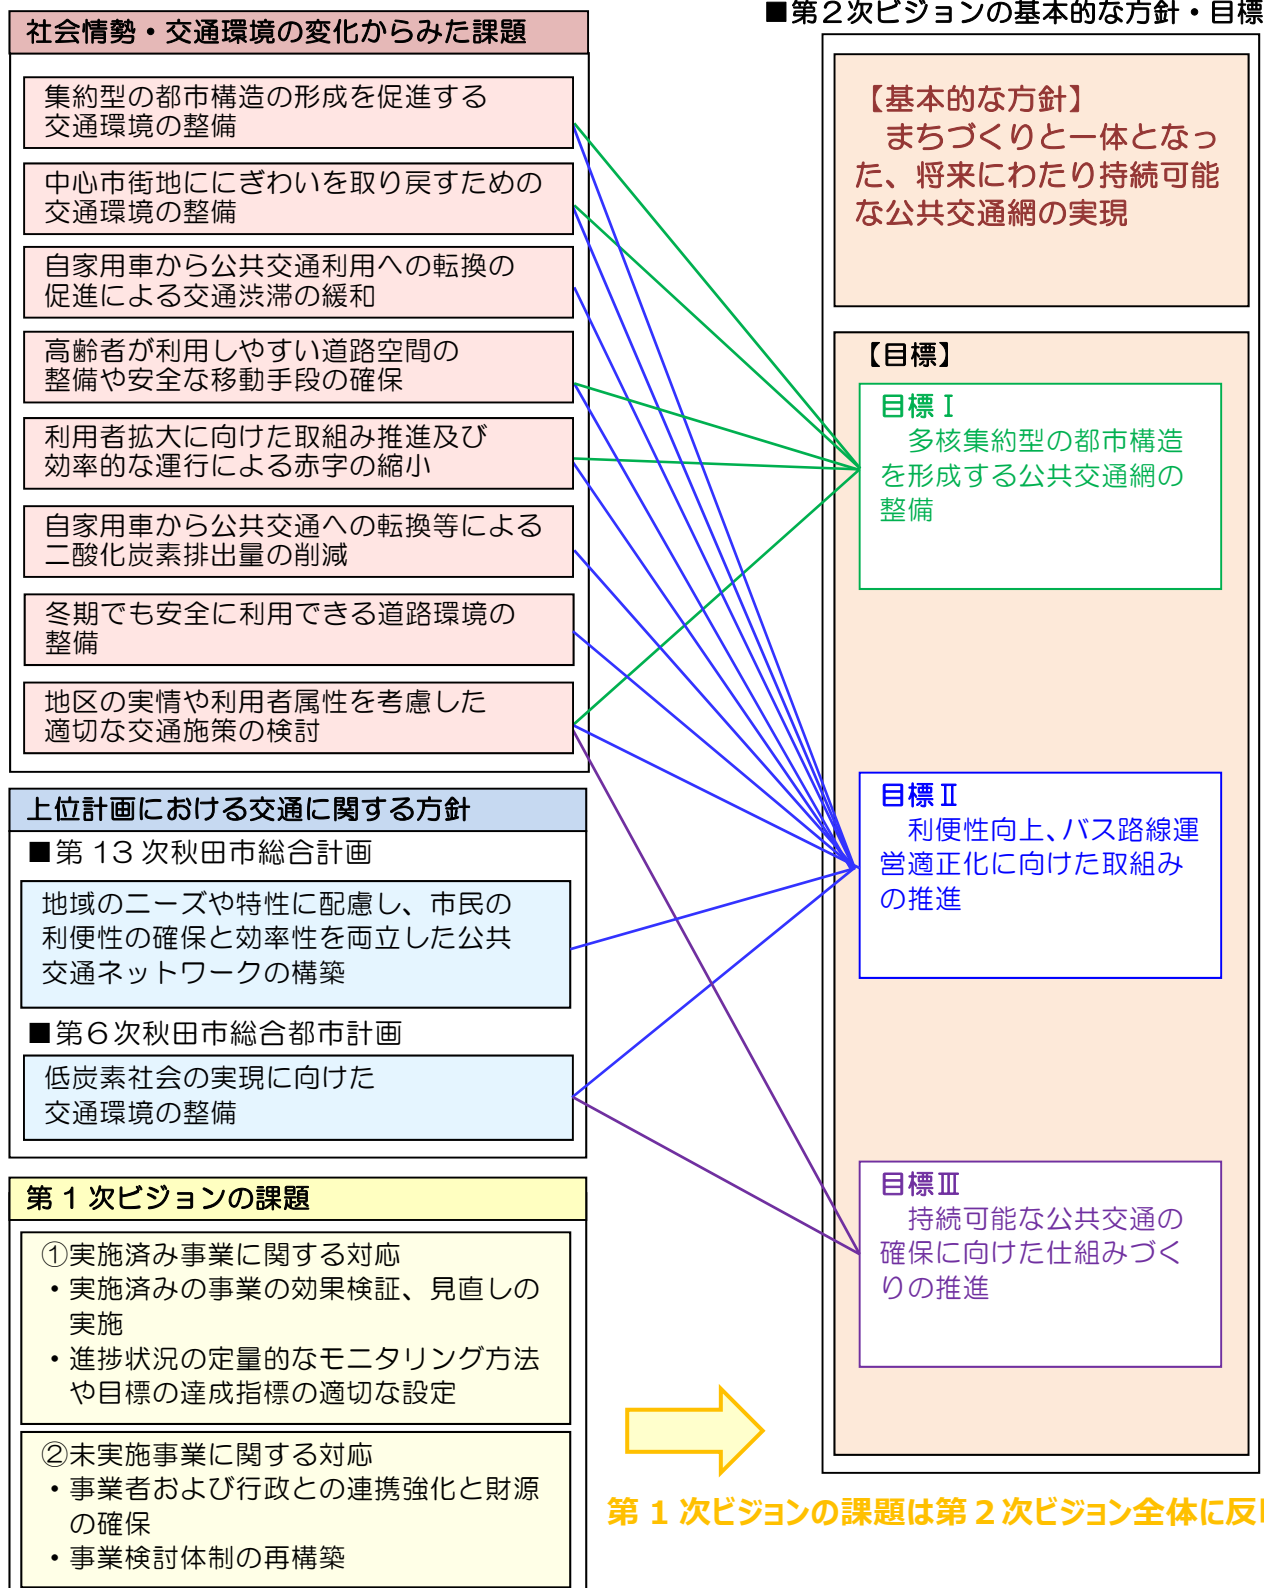 社会情勢・交通環境の変化からみた課題
集約型の都市構造の形成を促進する
交通環境の整備
中心市街地ににぎわいを取り戻すための
交通環境の整備
自家用車から公共交通利用への転換の
促進による交通渋滞の緩和
高齢者が利用しやすい道路空間の
整備や安全な移動手段の確保
利用者拡大に向けた取組み推進及び
効率的な運行による赤字の縮小
自家用車から公共交通への転換等による
二酸化炭素排出量の削減
冬期でも安全に利用できる道路環境の
整備
地区の実情や利用者属性を考慮した
適切な交通施策の検討
上位計画における交通に関する方針
■第 13 次秋田市総合計画
地域のニーズや特性に配慮し、市民の
利便性の確保と効率性を両立した公共
交通ネットワークの構築
■第6次秋田市総合都市計画
低炭素社会の実現に向けた
交通環境の整備
第 1 次ビジョンの課題
①実施済み事業に関する対応
・実施済みの事業の効果検証、見直しの
実施
・進捗状況の定量的なモニタリング方法
や目標の達成指標の適切な設定
②未実施事業に関する対応
・事業者および行政との連携強化と財源
の確保
・事業検討体制の再構築
■第2次ビジョンの基本的な方針・目標
【基本的な方針】
まちづくりと一体となっ
た、将来にわたり持続可能
な公共交通網の実現
【目標】
目標Ⅰ
多核集約型の都市構造
を形成する公共交通網の
整備
目標Ⅱ
利便性向上、バス路線運
営適正化に向けた取組み
の推進
目標Ⅲ
持続可能な公共交通の
確保に向けた仕組みづく
りの推進
第 1 次ビジョンの課題は第 2 次ビジョン全体に反